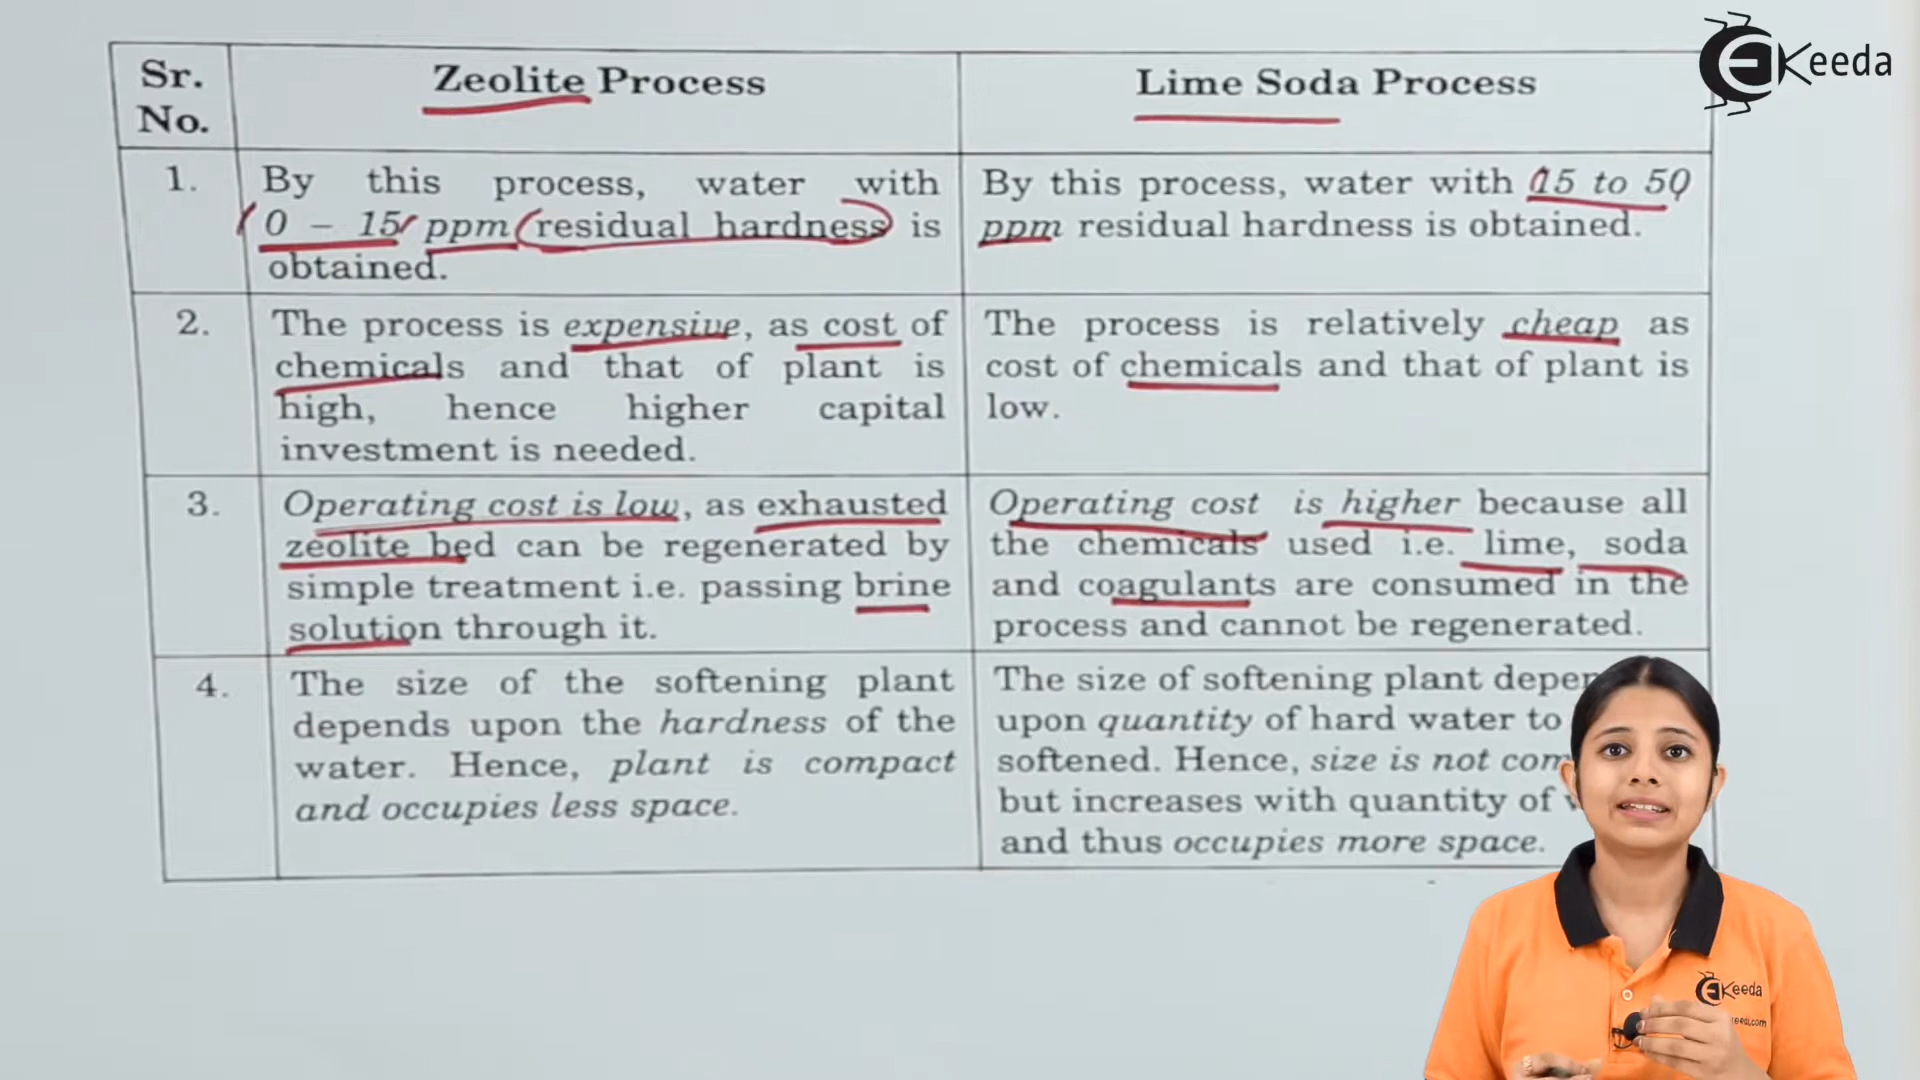 Keeda
Sr.
No.
Zeolite Process
Lime Soda Process
1.
By this process, water with
0 – 15 ppm (residual hardness) is
obtained.
By this process, water with 15 to 50
ppm residual hardness is obtained.
2.
The process is expensive, as cost of
chemicals and that of plant is
high, hence higher capital
investment is needed.
The process is relatively cheap as
cost of chemicals and that of plant is
low.
3.
Operating cost is low, as exhausted
zeolite bed can be regenerated by
simple treatment i.e. passing brine
solution through it.
Operating cost is higher because all
the chemicals used i.e. lime, soda
and coagulants are consumed in the
process and cannot be regenerated.
4.
The size of the softening plant
depends upon the hardness of the
water. Hence, plant is compact
and occupies less space.
The size of softening plant
upon quantity of hard water to
softened. Hence, size is not
but increases with quantity of
and thus occupies more space.
Keeda